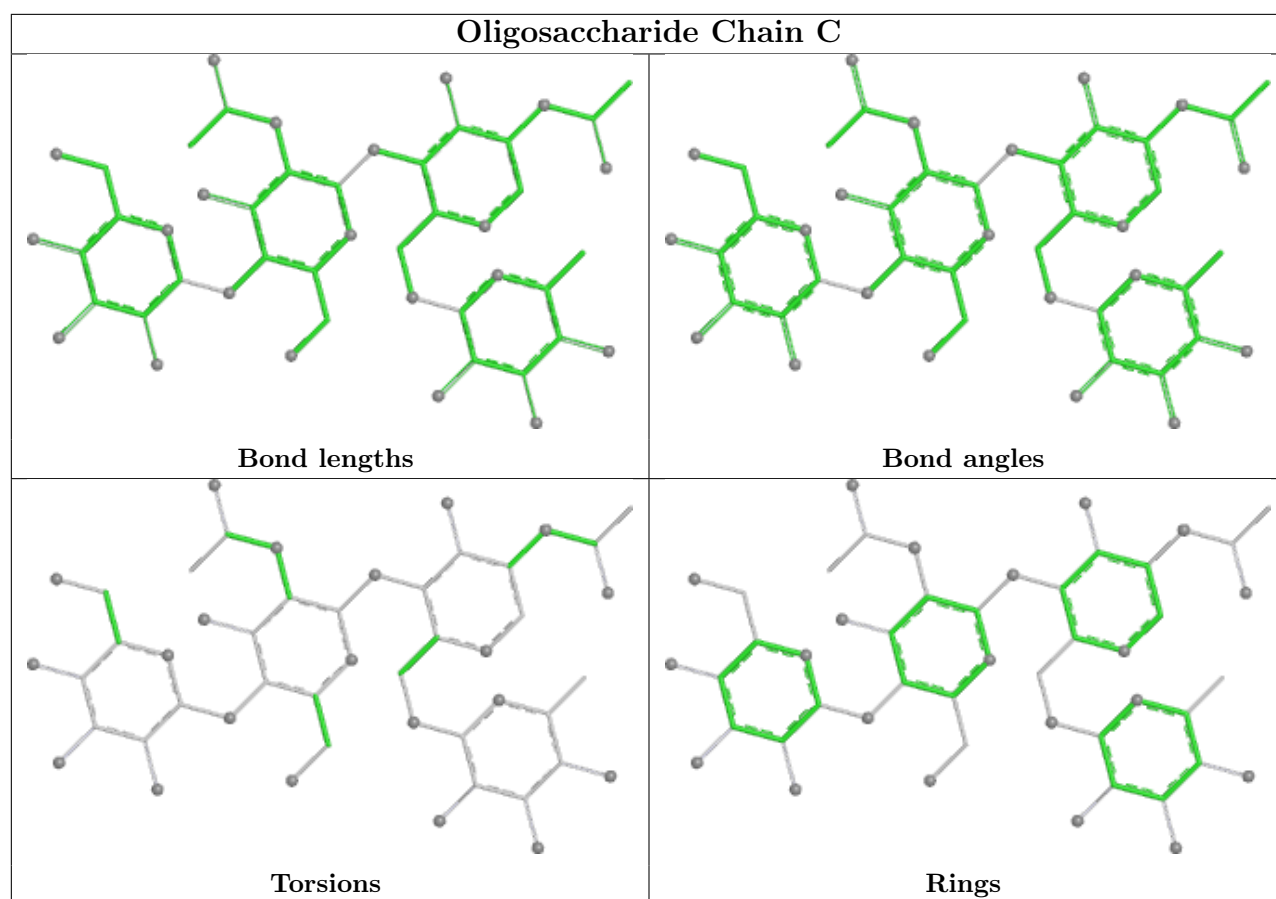 Oligosaccharide Chain C
Bond lengths
Bond angles
Torsions
Rings